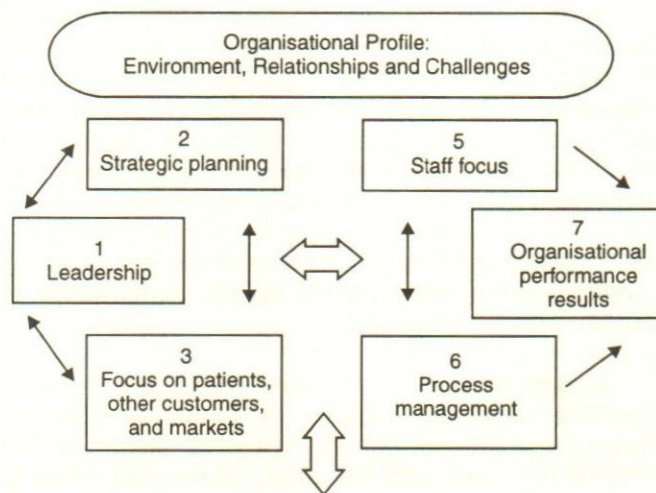 Organisational Profile:
Environment, Relationships and Challenges
2
Strategic planning
5
Staff focus
1
Leadership
7
Organisational
performance
results
3
Focus on patients,
other customers,
and markets
6
Process
management